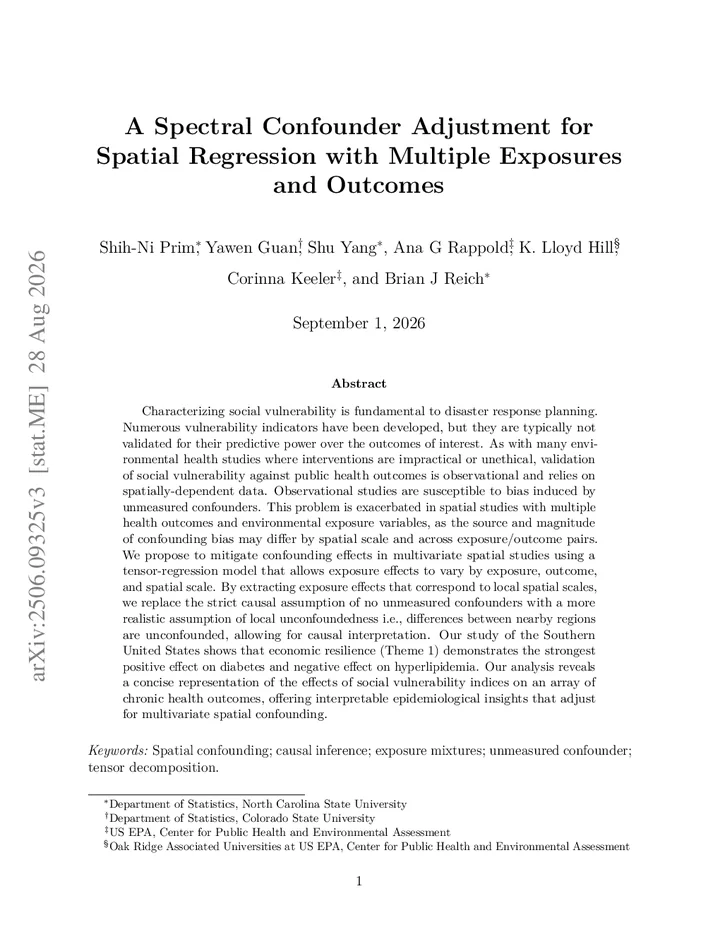 A Spectral Confounder Adjustment for
Spatial Regression with Multiple Exposures
and Outcomes
Shih-Ni Prim*, Yawen Guan†, Shu Yang*, Ana G Rappold‡, K. Lloyd Hill§,
Corinna Keeler‡, and Brian J Reich*
September 1, 2026
Abstract
Characterizing social vulnerability is fundamental to disaster response planning.
Numerous vulnerability indicators have been developed, but they are typically not
validated for their predictive power over the outcomes of interest. As with many envi-
ronmental health studies where interventions are impractical or unethical, validation
of social vulnerability against public health outcomes is observational and relies on
spatially-dependent data. Observational studies are susceptible to bias induced by
unmeasured confounders. This problem is exacerbated in spatial studies with multiple
health outcomes and environmental exposure variables, as the source and magnitude
of confounding bias may differ by spatial scale and across exposure/outcome pairs.
We propose to mitigate confounding effects in multivariate spatial studies using a
tensor-regression model that allows exposure effects to vary by exposure, outcome,
and spatial scale. By extracting exposure effects that correspond to local spatial scales,
we replace the strict causal assumption of no unmeasured confounders with a more
realistic assumption of local unconfoundedness i.e., differences between nearby regions
are unconfounded, allowing for causal interpretation. Our study of the Southern
United States shows that economic resilience (Theme 1) demonstrates the strongest
positive effect on diabetes and negative effect on hyperlipidemia. Our analysis reveals
a concise representation of the effects of social vulnerability indices on an array of
chronic health outcomes, offering interpretable epidemiological insights that adjust
for multivariate spatial confounding.
Keywords: Spatial confounding; causal inference; exposure mixtures; unmeasured confounder;
tensor decomposition.
*Department of Statistics, North Carolina State University
†Department of Statistics, Colorado State University
‡US EPA, Center for Public Health and Environmental Assessment
§Oak Ridge Associated Universities at US EPA, Center for Public Health and Environmental Assessment
1
arXiv:2506.09325v3 [stat.ME] 28 Aug 2026